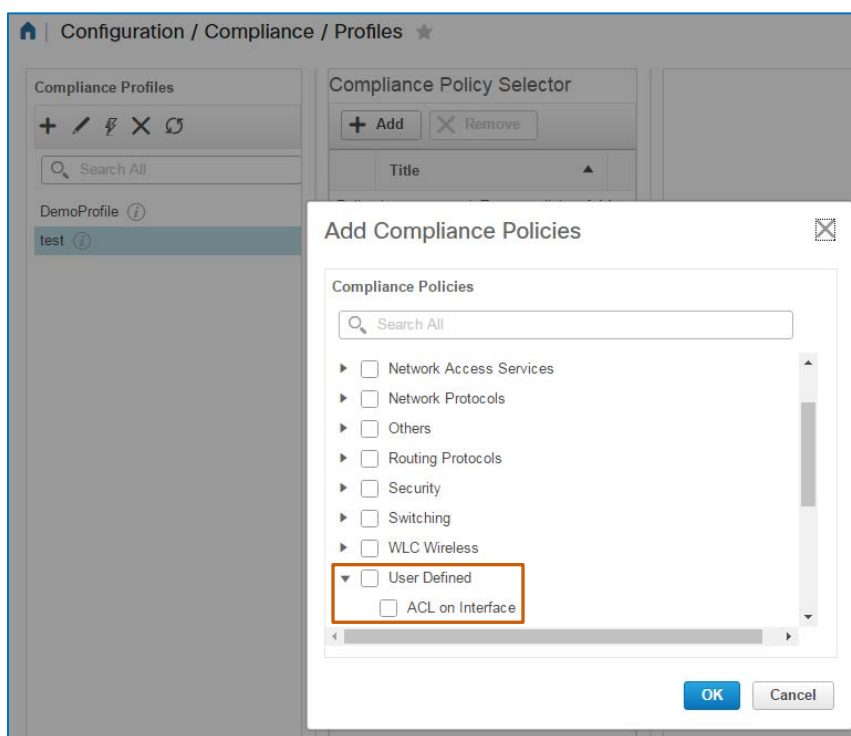 Configuration / Compliance / Profiles
Compliance Profiles
Compliance Policy Selector
Add
Remove
Search All
Title
DemoProfile
test
Add Compliance Policies
Compliance Policies
Search All
Network Access Services
Network Protocols
Others
Routing Protocols
Security
Switching
WLC Wireless
User Defined
ACL on Interface
OK
Cancel